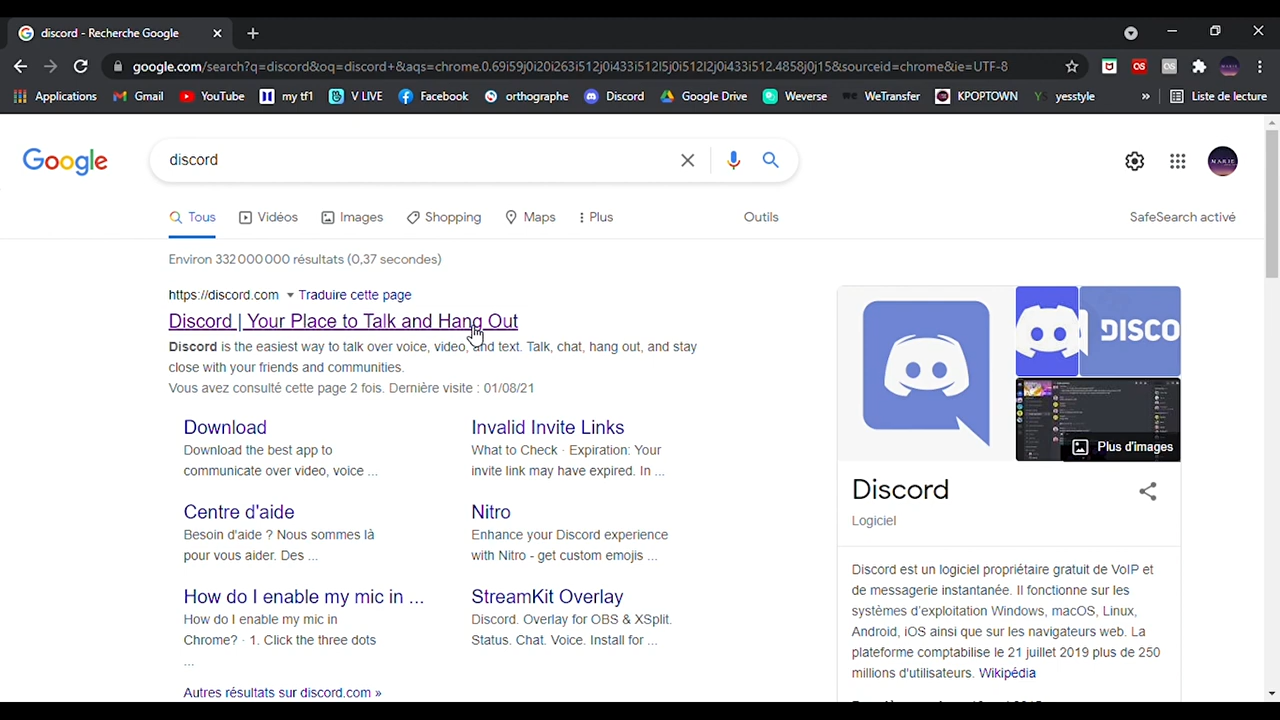 discord - Recherche Google
google.com/search?q=discord&oq=discord+&aqs=chrome.0.69i59j0i20i263i512j0i433i512l5j0i512l2j0i433i512.4858j0j15&sourceid=chrome&ie=UTF-8
Applications Gmail YouTube my tf1 V LIVE Facebook orthographe Discord Google Drive Weverse WeTransfer KPOPTOWN yesstyle » Liste de lecture
Google discord
Tous Vidéos Images Shopping Maps Plus Outils SafeSearch activé
Environ 332 000 000 résultats (0,37 secondes)
https://discord.com Traduire cette page
Discord | Your Place to Talk and Hang Out
Discord is the easiest way to talk over voice, video, and text. Talk, chat, hang out, and stay
close with your friends and communities.
Vous avez consulté cette page 2 fois. Dernière visite : 01/08/21
Download
Download the best app to
communicate over video, voice ...
Invalid Invite Links
What to Check · Expiration: Your
invite link may have expired. In ...
Centre d'aide
Besoin d'aide ? Nous sommes là
pour vous aider. Des ...
Nitro
Enhance your Discord experience
with Nitro - get custom emojis ...
How do I enable my mic in ...
How do I enable my mic in
Chrome? · 1. Click the three dots
...
StreamKit Overlay
Discord. Overlay for OBS & XSplit.
Status. Chat. Voice. Install for ...
Autres résultats sur discord.com »
DISCO
Plus d'images
Discord
Logiciel
Discord est un logiciel propriétaire gratuit de VoIP et
de messagerie instantanée. Il fonctionne sur les
systèmes d'exploitation Windows, macOS, Linux,
Android, iOS ainsi que sur les navigateurs web. La
plateforme comptabilise le 21 juillet 2019 plus de 250
millions d'utilisateurs. Wikipédia